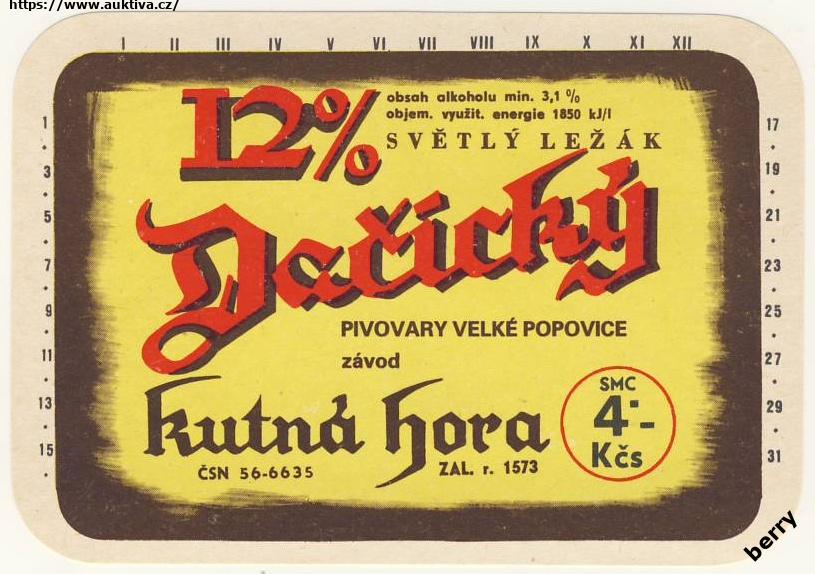 https://www.auktiva.cz/
I II III IV V VI VII VIII IX X XI XII
12%
obsah alkoholu min. 3,1 %
objem. využit. energie 1850 kJ/l
SVĚTLÝ LEŽÁK
Dačický
PIVOVARY VELKÉ POPOVICE
závod
kutná hora
ČSN 56-6635
ZAL. r. 1573
SMC
4·-
Kčs
1
3
5
7
9
11
13
15
17
19
21
23
25
27
29
31
berry